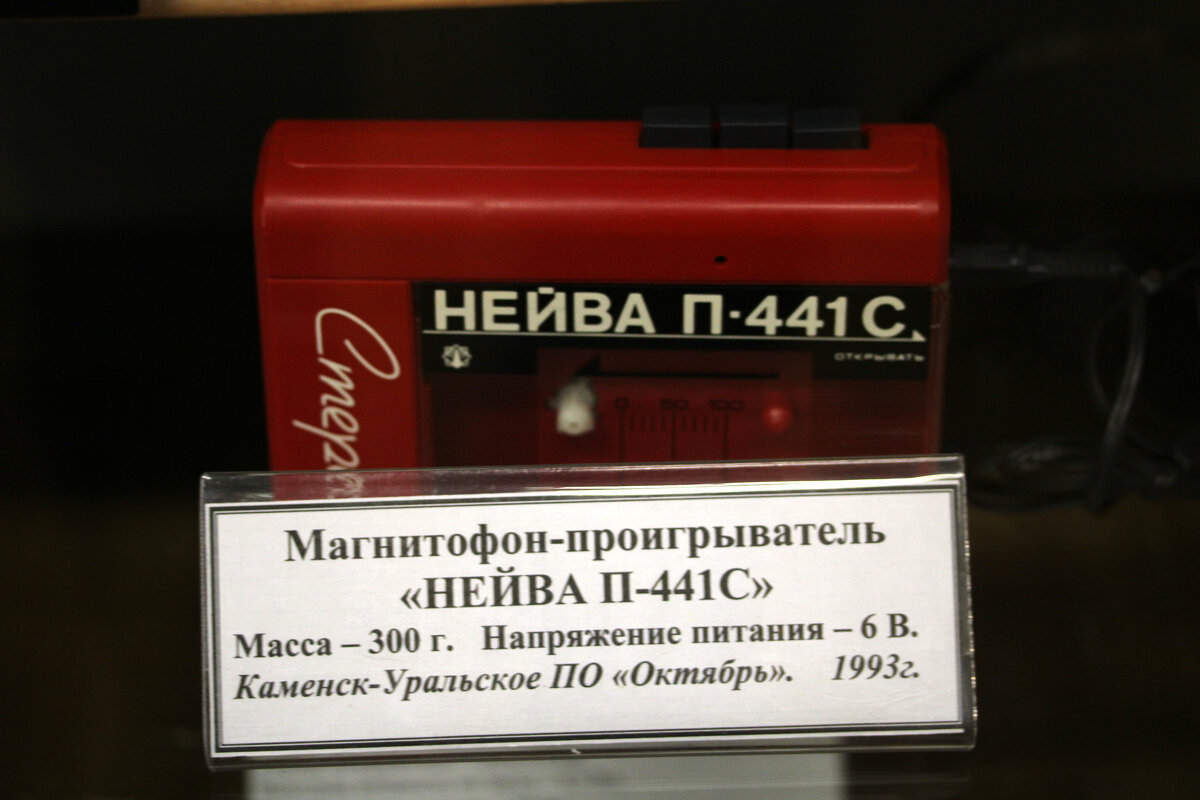 НЕЙВА П-441С
ОТКРЫВАТЬ
0 50 100
Магнитофон-проигрыватель
«НЕЙВА П-441С»
Масса – 300 г. Напряжение питания – 6 В.
Каменск-Уральское ПО «Октябрь». 1993г.